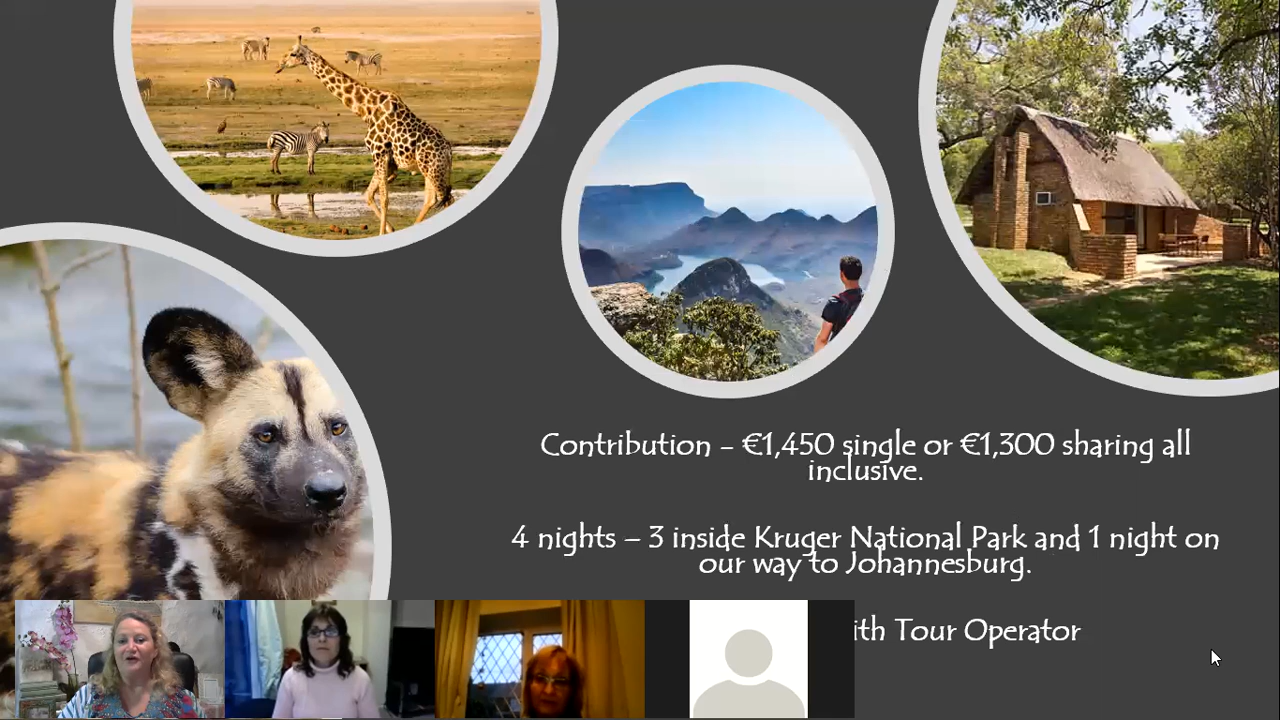 Contribution – €1,450 single or €1,300 sharing all
inclusive.
4 nights – 3 inside Kruger National Park and 1 night on
our way to Johannesburg.
Tour Operator